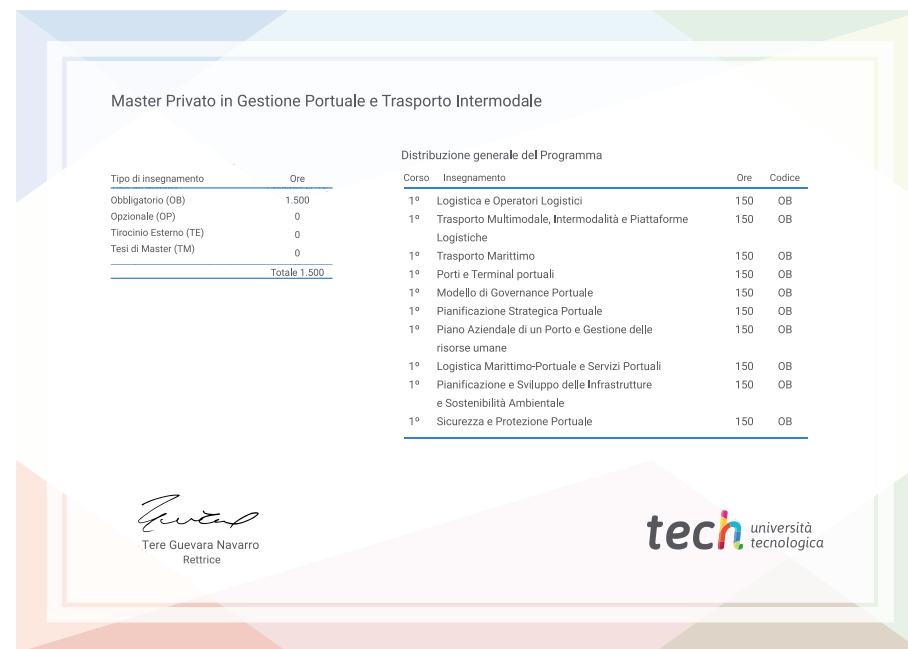 Master Privato in Gestione Portuale e Trasporto Intermodale
Tipo di insegnamento Ore
Obbligatorio (OB) 1.500
Opzionale (OP) 0
Tirocinio Esterno (TE) 0
Tesi di Master (TM) 0
Totale 1.500
Distribuzione generale del Programma
Corso Insegnamento Ore Codice
1º Logistica e Operatori Logistici 150 OB
1º Trasporto Multimodale, Intermodalità e Piattaforme 150 OB
Logistiche
1º Trasporto Marittimo 150 OB
1º Porti e Terminal portuali 150 OB
1º Modello di Governance Portuale 150 OB
1º Pianificazione Strategica Portuale 150 OB
1º Piano Aziendale di un Porto e Gestione delle 150 OB
risorse umane
1º Logistica Marittimo-Portuale e Servizi Portuali 150 OB
1º Pianificazione e Sviluppo delle Infrastrutture 150 OB
e Sostenibilità Ambientale
1º Sicurezza e Protezione Portuale 150 OB
Tere Guevara Navarro
Rettrice
tech università
tecnologica